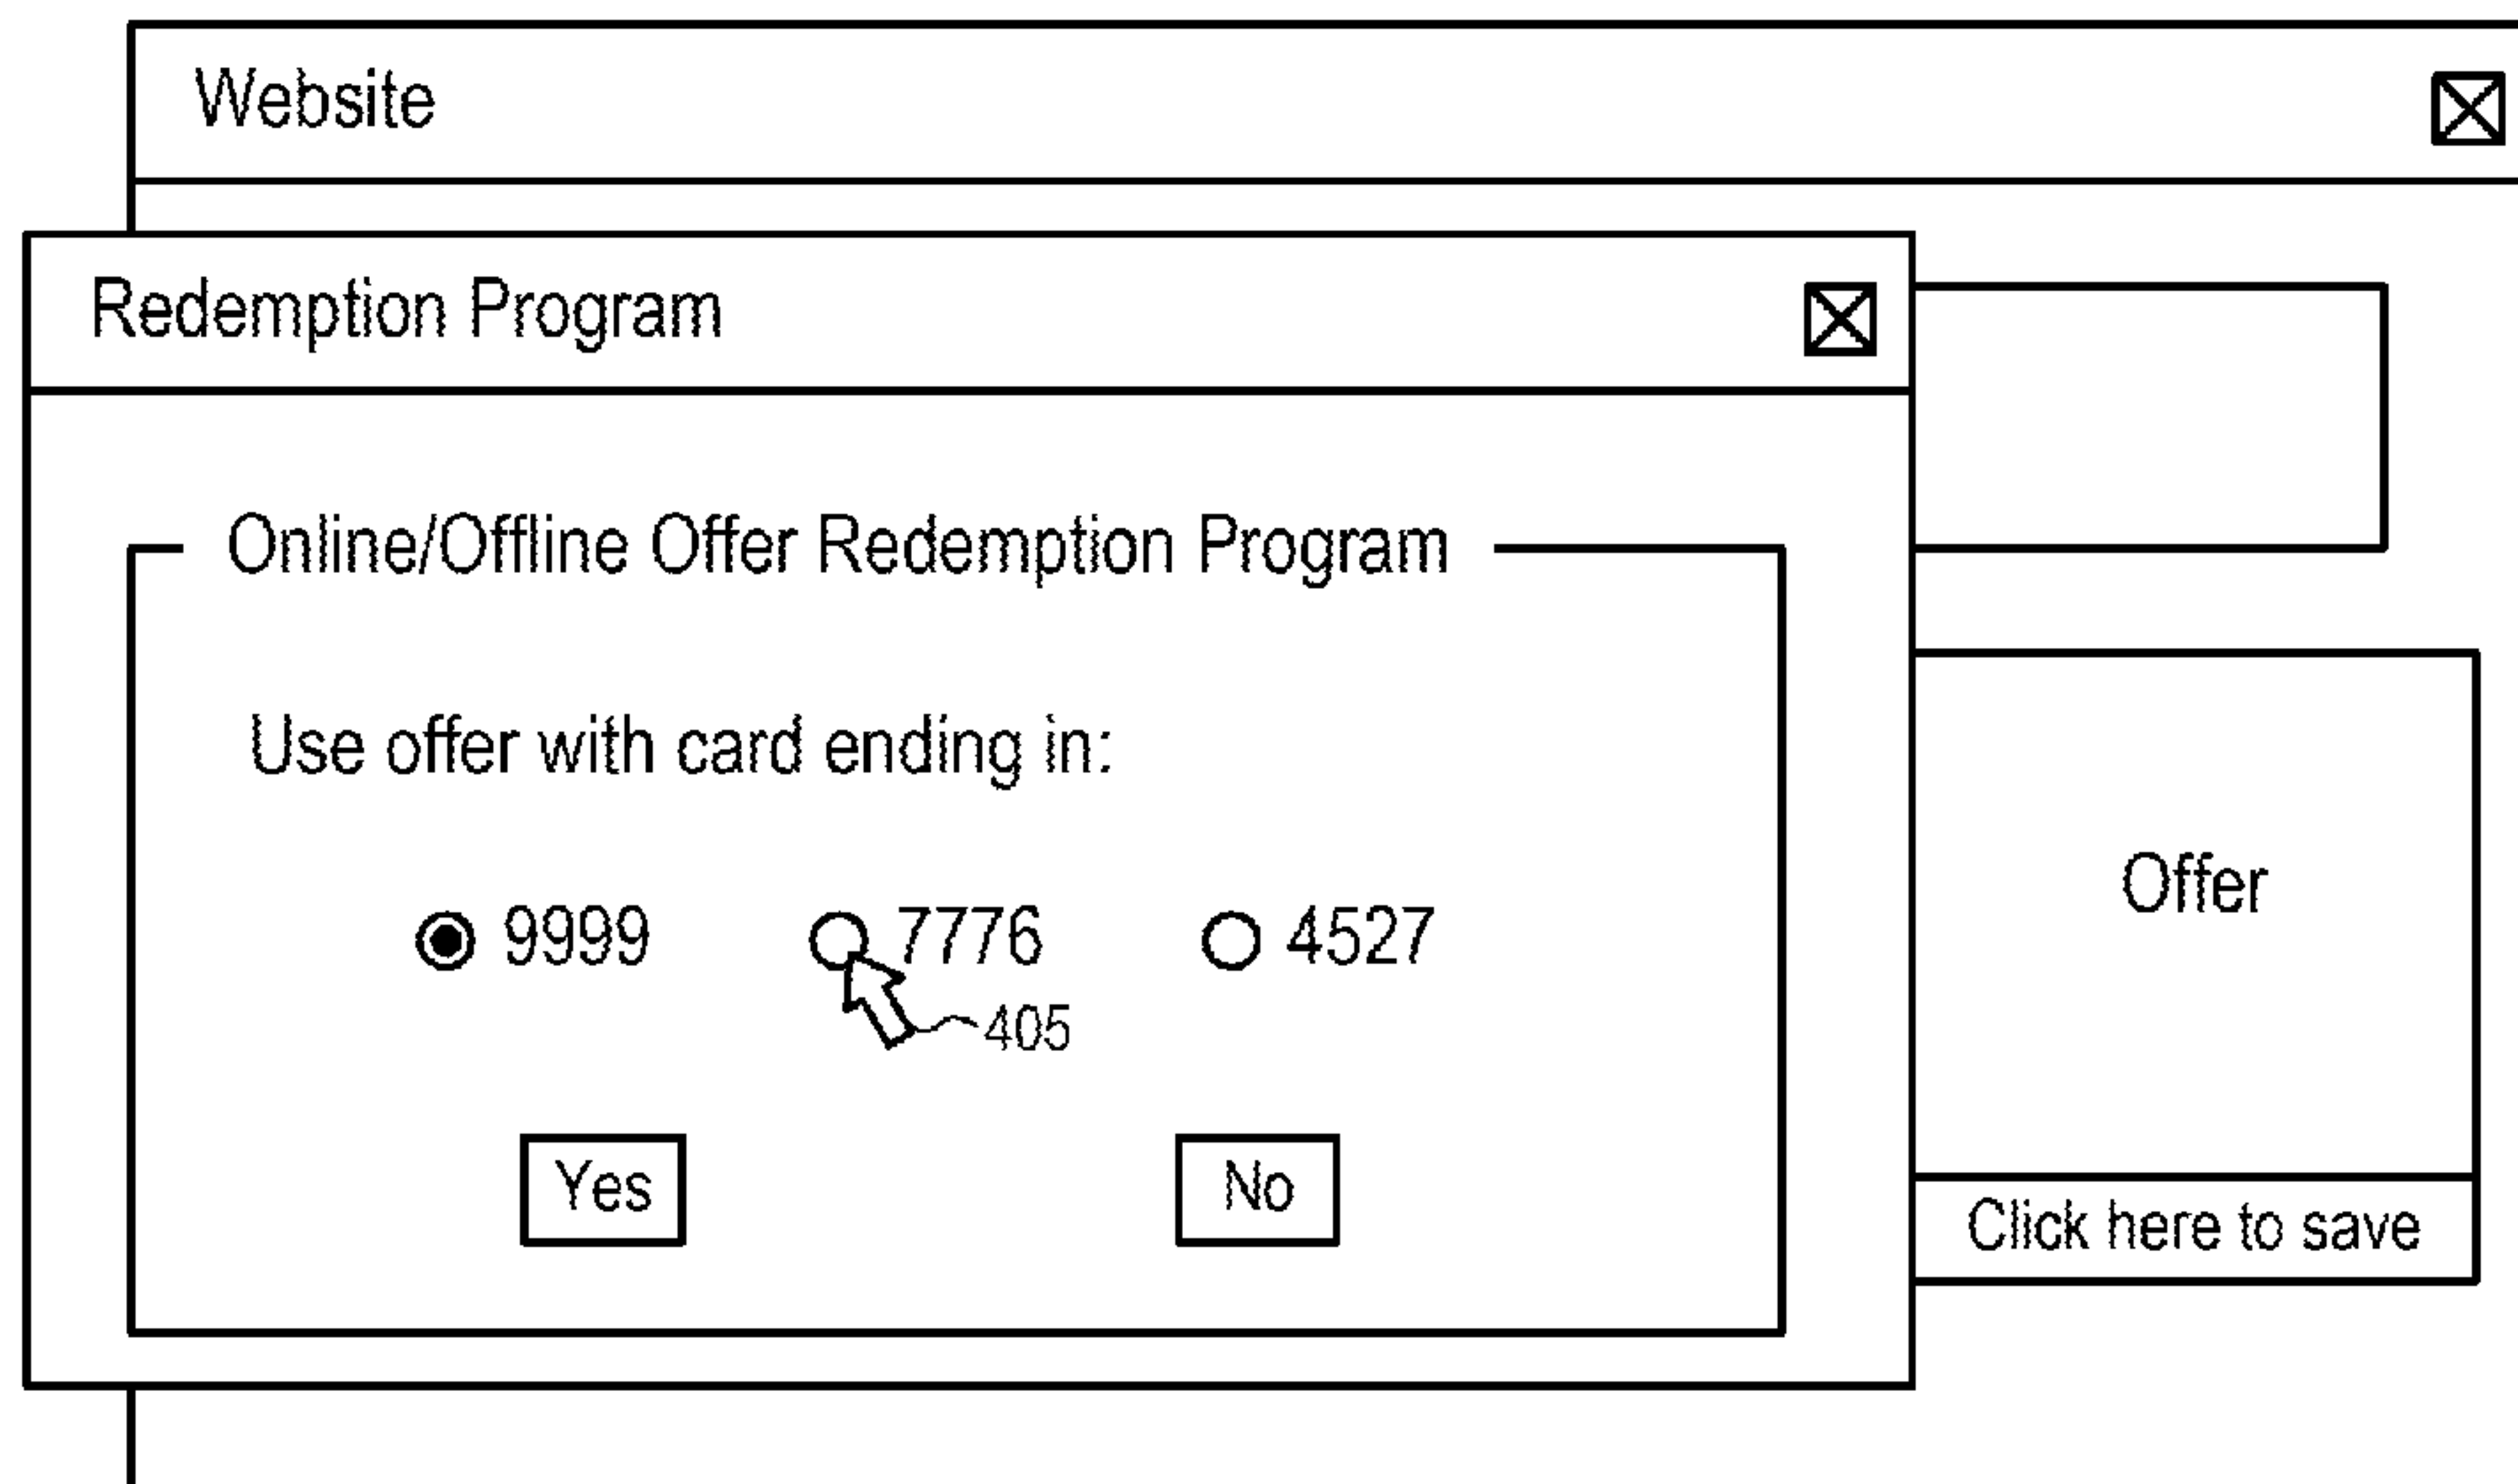 Website
Redemption Program
Online/Offline Offer Redemption Program
Use offer with card ending in:
9999 7776 4527
405
Yes No
Offer
Click here to save